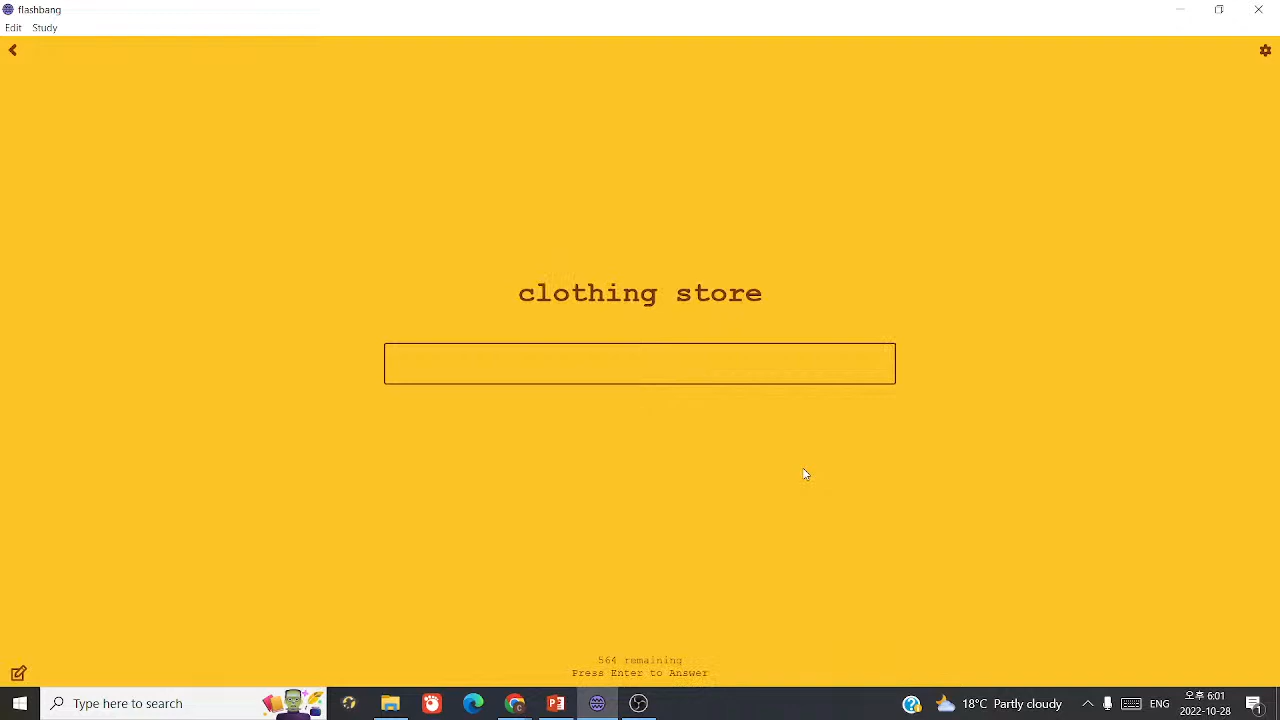 flashbang
Edit Study
clothing store
564 remaining
Press Enter to Answer
Type here to search
18°C Partly cloudy
ENG
오후 6:01
2022-10-28
1